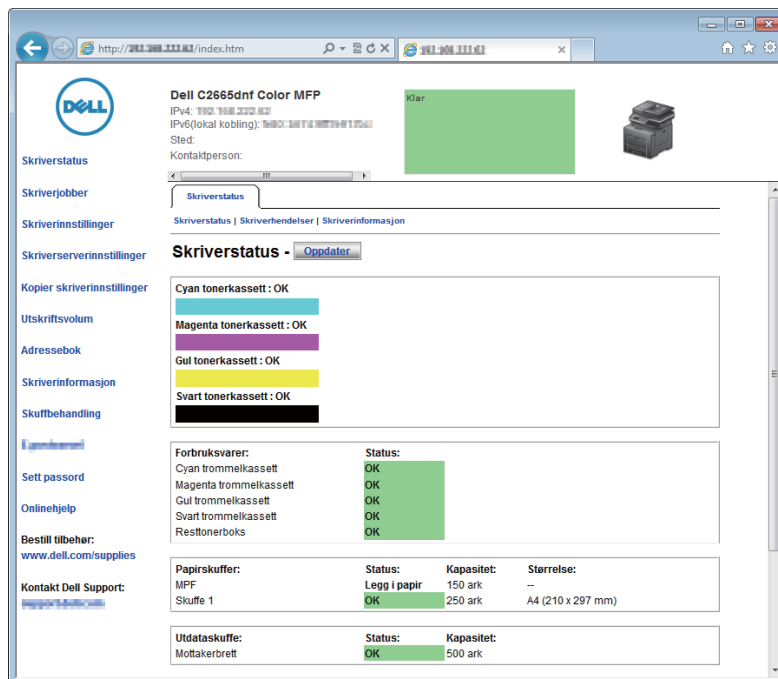 http:// /index.htm
DELL
Dell C2665dnf Color MFP
IPv4:
IPv6(lokal kobling):
Sted:
Kontaktperson:
Klar
Skriverstatus
Skriverjobber
Skriverinnstillinger
Skriverserverinnstillinger
Kopier skriverinnstillinger
Utskriftsvolum
Adressebok
Skriverinformasjon
Skuffbehandling
Sett passord
Onlinehjelp
Bestill tilbehør:
www.dell.com/supplies
Kontakt Dell Support:
Skriverstatus
Skriverstatus | Skriverhendelser | Skriverinformasjon
Skriverstatus - Oppdater
Cyan tonerkassett : OK
Magenta tonerkassett : OK
Gul tonerkassett : OK
Svart tonerkassett : OK
Forbruksvarer: Status:
Cyan trommelkassett OK
Magenta trommelkassett OK
Gul trommelkassett OK
Svart trommelkassett OK
Resttonerboks OK
Papirskuffer: Status: Kapasitet: Størrelse:
MPF Legg i papir 150 ark --
Skuffe 1 OK 250 ark A4 (210 x 297 mm)
Utdataskuffe: Status: Kapasitet:
Mottakerbrett OK 500 ark